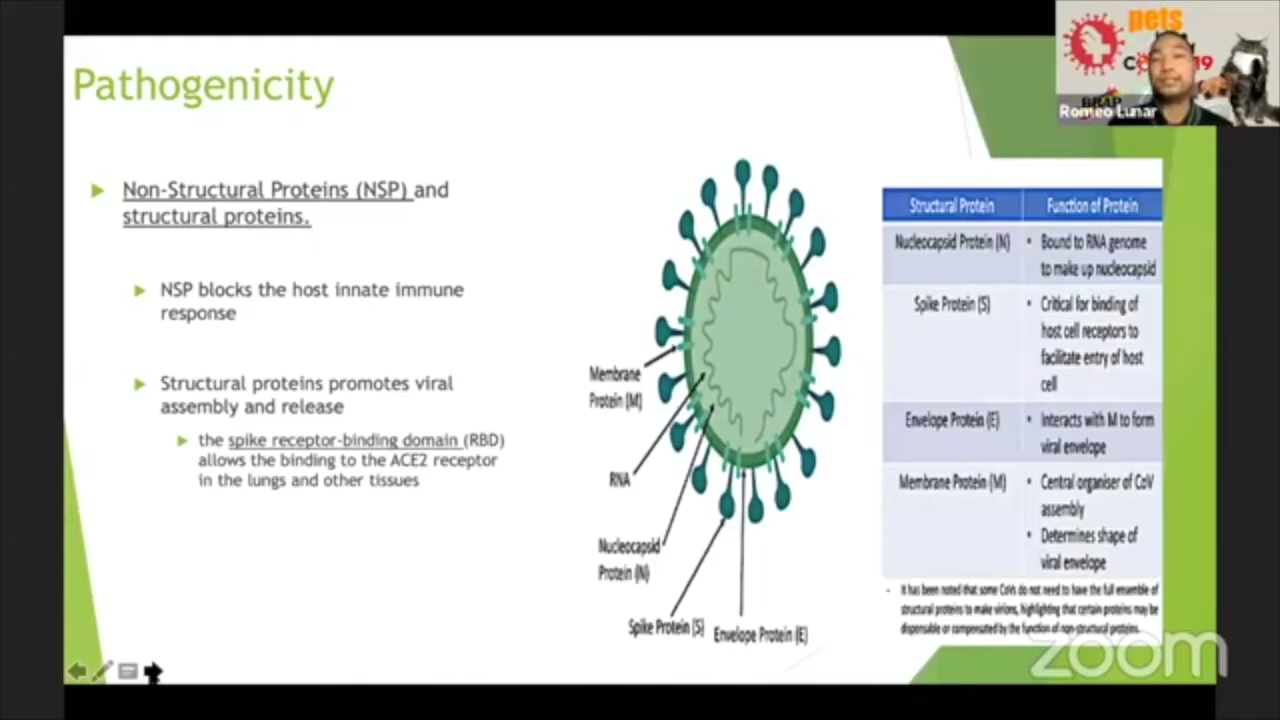 Pathogenicity
pets
Romeo Lunar
Non-Structural Proteins (NSP) and
structural proteins.
NSP blocks the host innate immune
response
Structural proteins promotes viral
assembly and release
the spike receptor-binding domain (RBD)
allows the binding to the ACE2 receptor
in the lungs and other tissues
Membrane
Protein (M)
RNA
Nucleocapsid
Protein (N)
Spike Protein (S)
Envelope Protein (E)
Structural Protein
Function of Protein
Nucleocapsid Protein (N)
• Bound to RNA genome
to make up nucleocapsid
Spike Protein (S)
• Critical for binding of
host cell receptors to
facilitate entry of host
cell
Envelope Protein (E)
• Interacts with M to form
viral envelope
Membrane Protein (M)
• Central organiser of CoV
assembly
• Determines shape of
viral envelope
- It has been noted that some CoVs do not need to have the full ensemble of
structural proteins to make virions, highlighting that certain proteins may be
dispensable or compensated by the function of non-structural proteins.
zoom